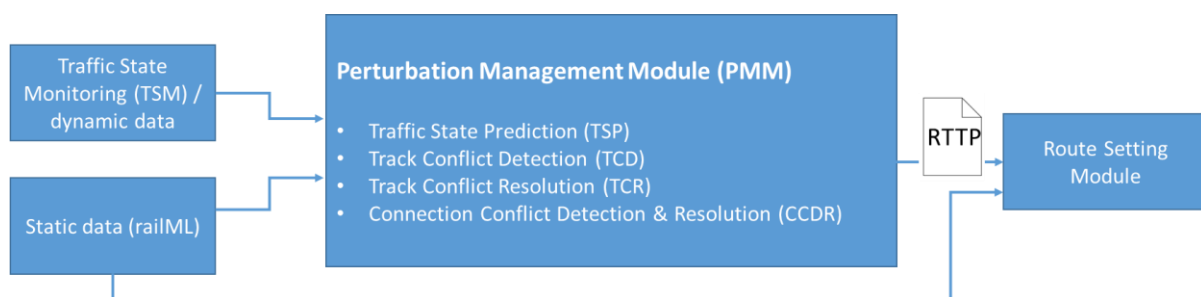 Traffic State
Monitoring (TSM) /
dynamic data
Static data (railML)
Perturbation Management Module (PMM)
• Traffic State Prediction (TSP)
• Track Conflict Detection (TCD)
• Track Conflict Resolution (TCR)
• Connection Conflict Detection & Resolution (CCDR)
RTTP
Route Setting
Module